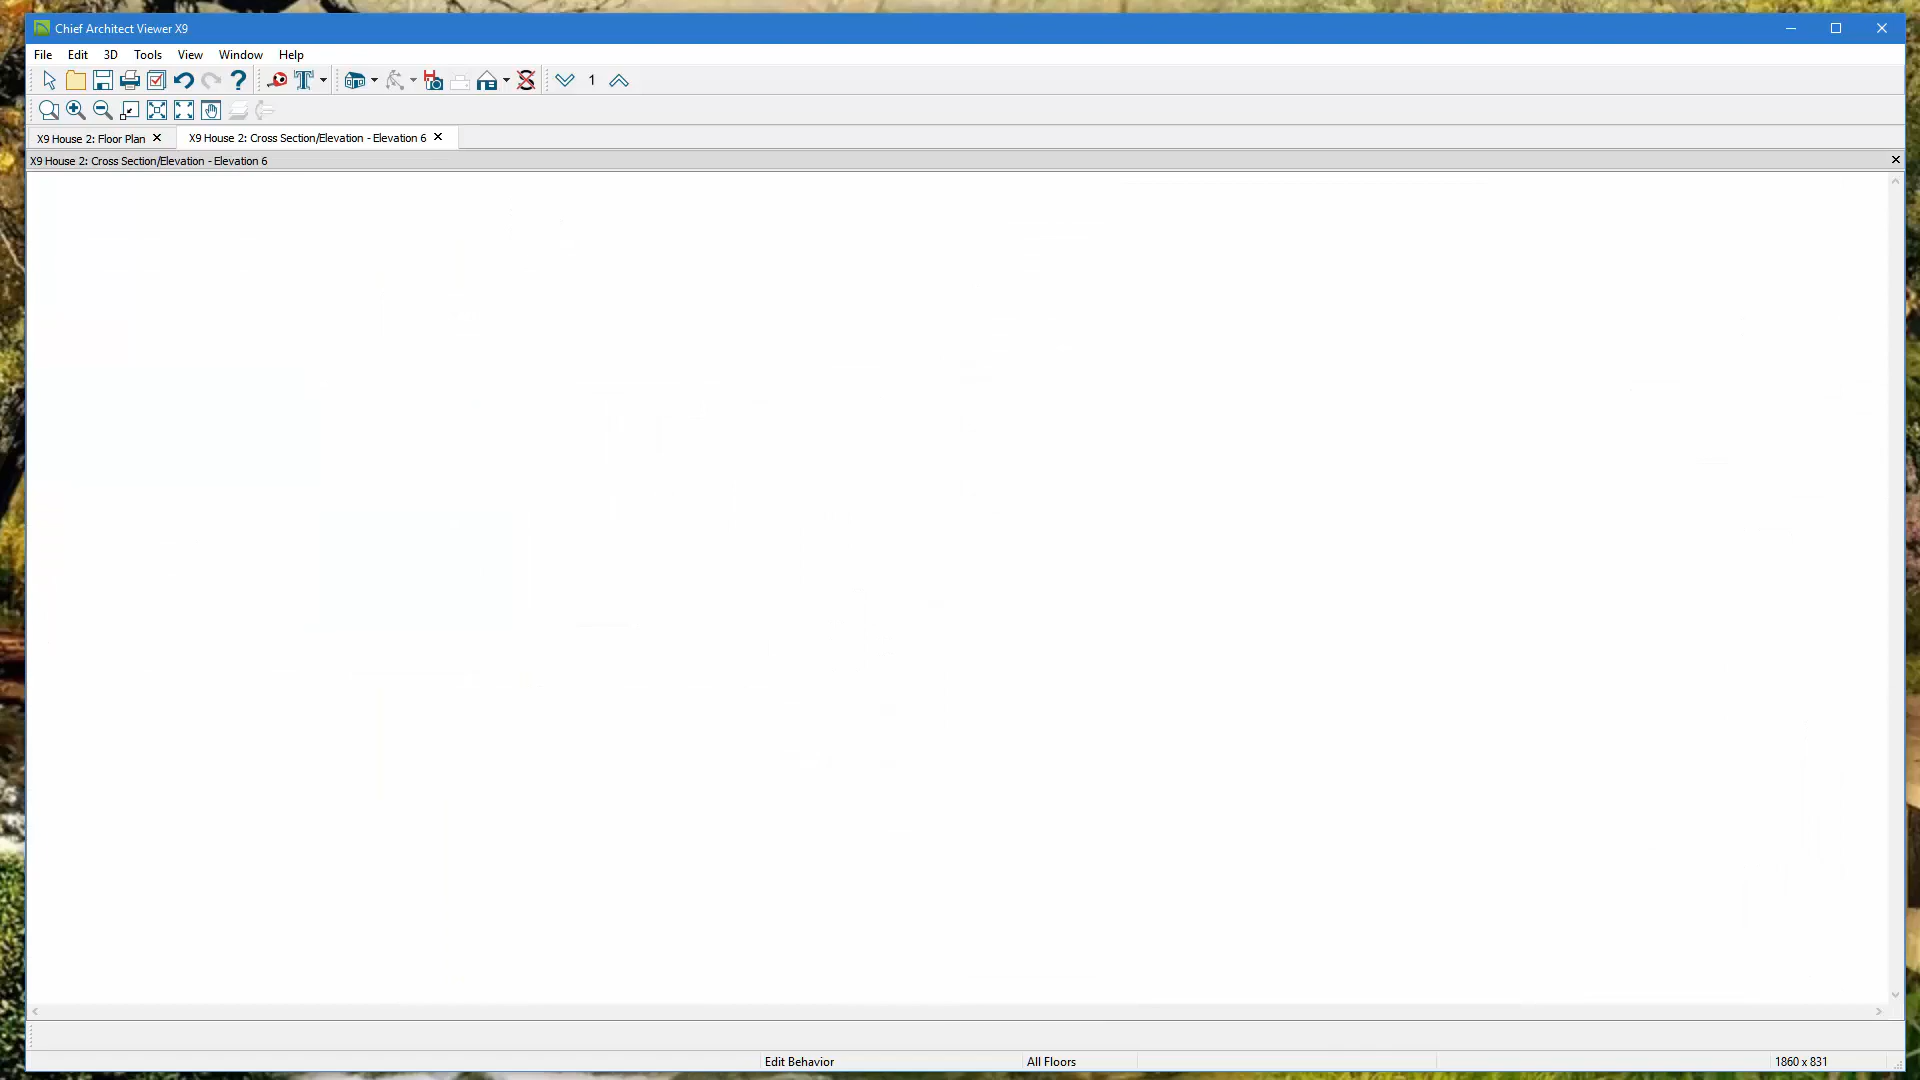 Chief Architect Viewer X9
File Edit 3D Tools View Window Help
1
X9 House 2: Floor Plan X9 House 2: Cross Section/Elevation - Elevation 6
X9 House 2: Cross Section/Elevation - Elevation 6
Edit Behavior All Floors 1860 x 831